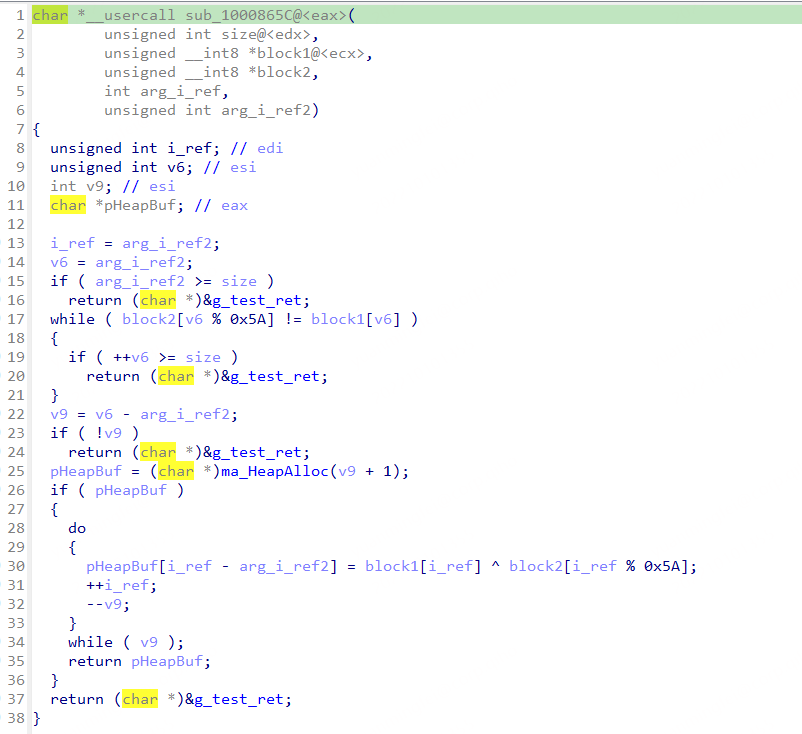 1 char *__usercall sub_1000865C@<eax>(
2 unsigned int size@<edx>,
3 unsigned __int8 *block1@<ecx>,
4 unsigned __int8 *block2,
5 int arg_i_ref,
6 unsigned int arg_i_ref2)
7 {
8 unsigned int i_ref; // edi
9 unsigned int v6; // esi
10 int v9; // esi
11 char *pHeapBuf; // eax
12
13 i_ref = arg_i_ref2;
14 v6 = arg_i_ref2;
15 if ( arg_i_ref2 >= size )
16 return (char *)&g_test_ret;
17 while ( block2[v6 % 0x5A] != block1[v6] )
18 {
19 if ( ++v6 >= size )
20 return (char *)&g_test_ret;
21 }
22 v9 = v6 - arg_i_ref2;
23 if ( !v9 )
24 return (char *)&g_test_ret;
25 pHeapBuf = (char *)ma_HeapAlloc(v9 + 1);
26 if ( pHeapBuf )
27 {
28 do
29 {
30 pHeapBuf[i_ref - arg_i_ref2] = block1[i_ref] ^ block2[i_ref % 0x5A];
31 ++i_ref;
32 --v9;
33 }
34 while ( v9 );
35 return pHeapBuf;
36 }
37 return (char *)&g_test_ret;
38 }